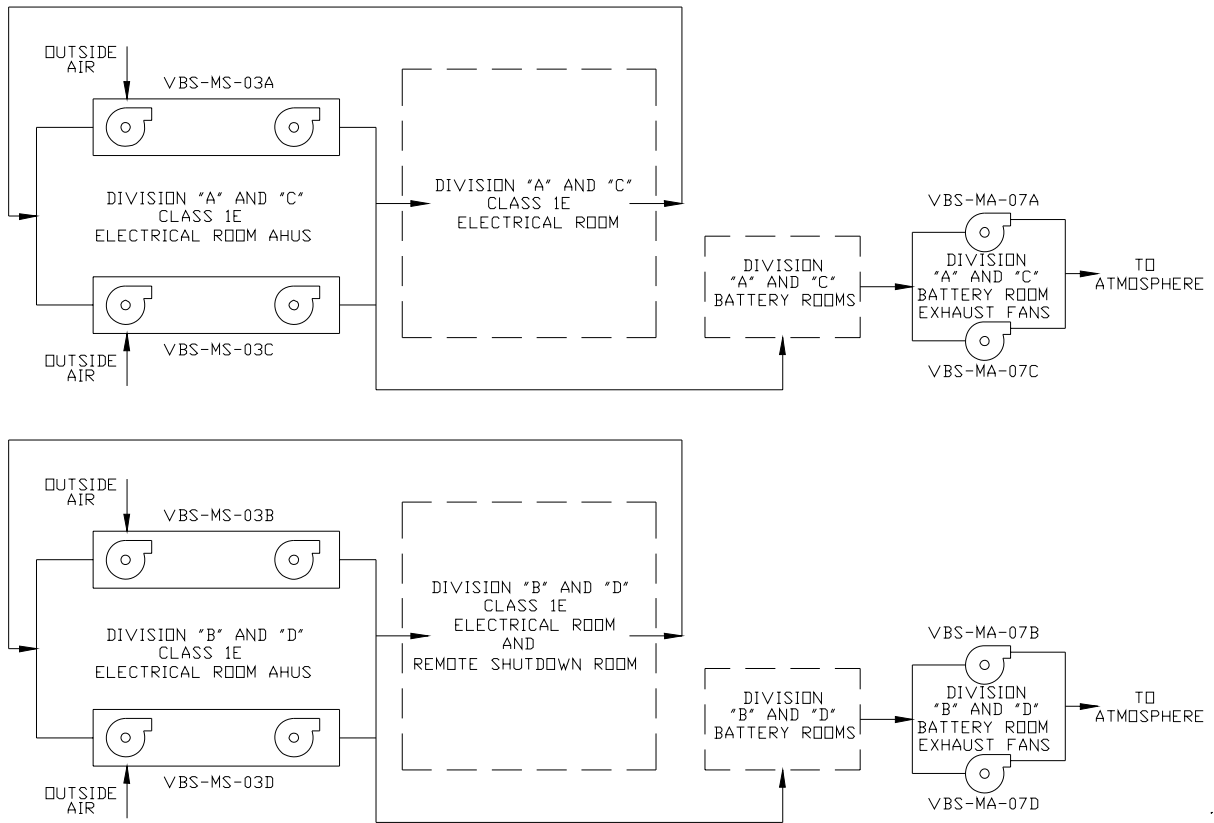 OUTSIDE
AIR
VBS-MS-03A
DIVISION "A" AND "C"
CLASS 1E
ELECTRICAL ROOM AHUS
VBS-MS-03C
OUTSIDE
AIR
DIVISION "A" AND "C"
CLASS 1E
ELECTRICAL ROOM
DIVISION
"A" AND "C"
BATTERY ROOMS
VBS-MA-07A
DIVISION
"A" AND "C"
BATTERY ROOM
EXHAUST FANS
VBS-MA-07C
TO
ATMOSPHERE
OUTSIDE
AIR
VBS-MS-03B
DIVISION "B" AND "D"
CLASS 1E
ELECTRICAL ROOM AHUS
VBS-MS-03D
OUTSIDE
AIR
DIVISION "B" AND "D"
CLASS 1E
ELECTRICAL ROOM
AND
REMOTE SHUTDOWN ROOM
DIVISION
"B" AND "D"
BATTERY ROOMS
VBS-MA-07B
DIVISION
"B" AND "D"
BATTERY ROOM
EXHAUST FANS
VBS-MA-07D
TO
ATMOSPHERE